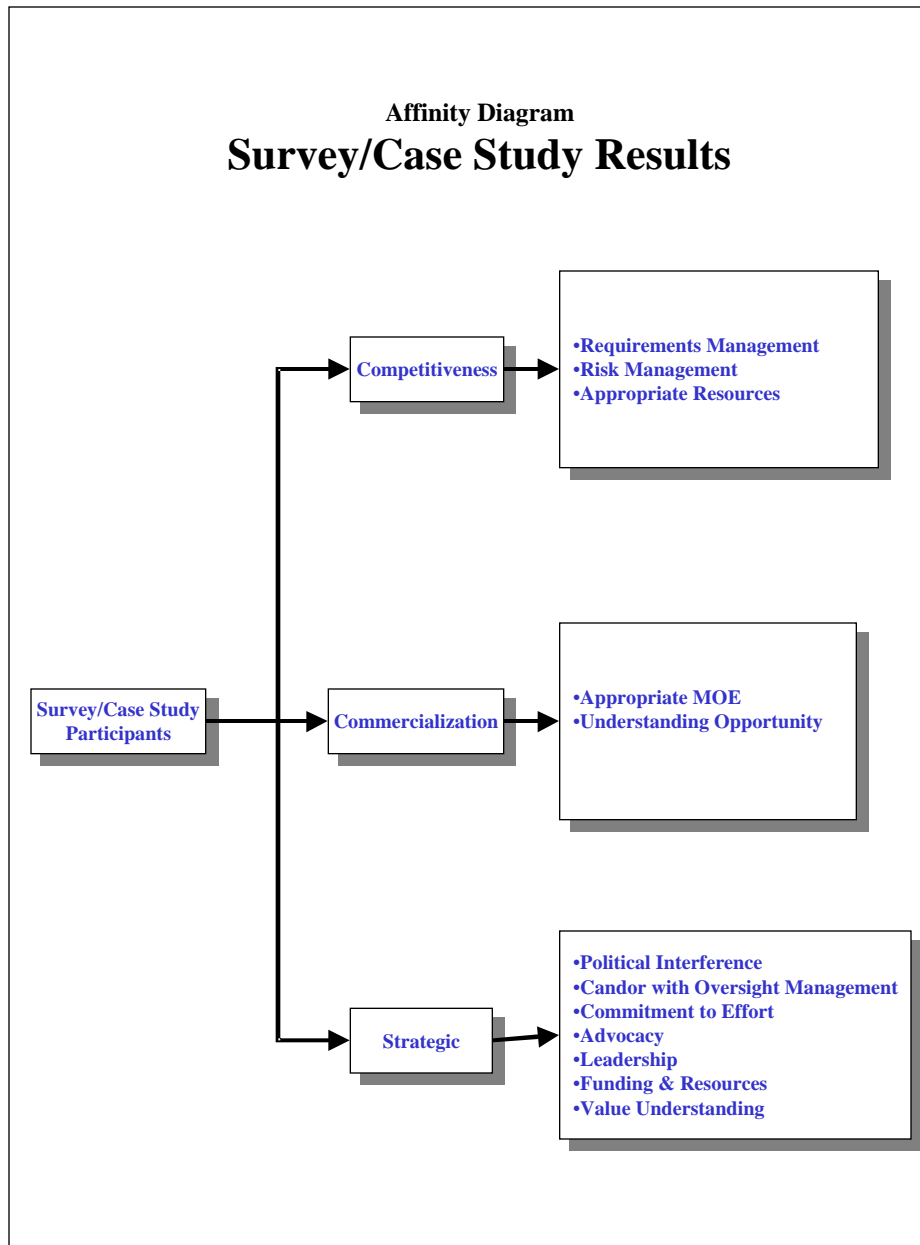 Affinity Diagram
Survey/Case Study Results
Competitiveness
•Requirements Management
•Risk Management
•Appropriate Resources
Survey/Case Study
Participants
Commercialization
•Appropriate MOE
•Understanding Opportunity
Strategic
•Political Interference
•Candor with Oversight Management
•Commitment to Effort
•Advocacy
•Leadership
•Funding & Resources
•Value Understanding